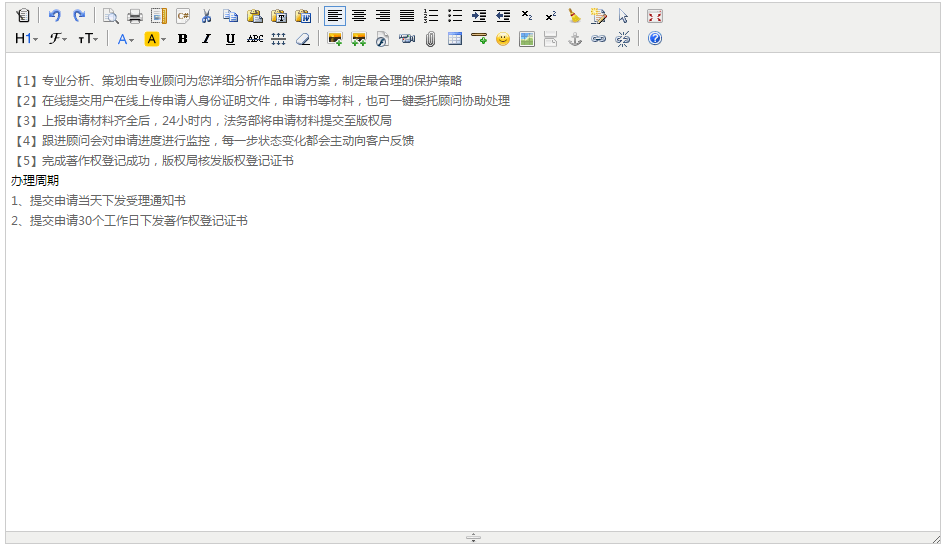 H1 F TT A A B I U ABC
【1】专业分析、策划由专业顾问为您详细分析作品申请方案，制定最合理的保护策略
【2】在线提交用户在线上传申请人身份证明文件，申请书等材料，也可一键委托顾问协助处理
【3】上报申请材料齐全后，24小时内，法务部将申请材料提交至版权局
【4】跟进顾问会对申请进度进行监控，每一步状态变化都会主动向客户反馈
【5】完成著作权登记成功，版权局核发版权登记证书
办理周期
1、提交申请当天下发受理通知书
2、提交申请30个工作日下发著作权登记证书